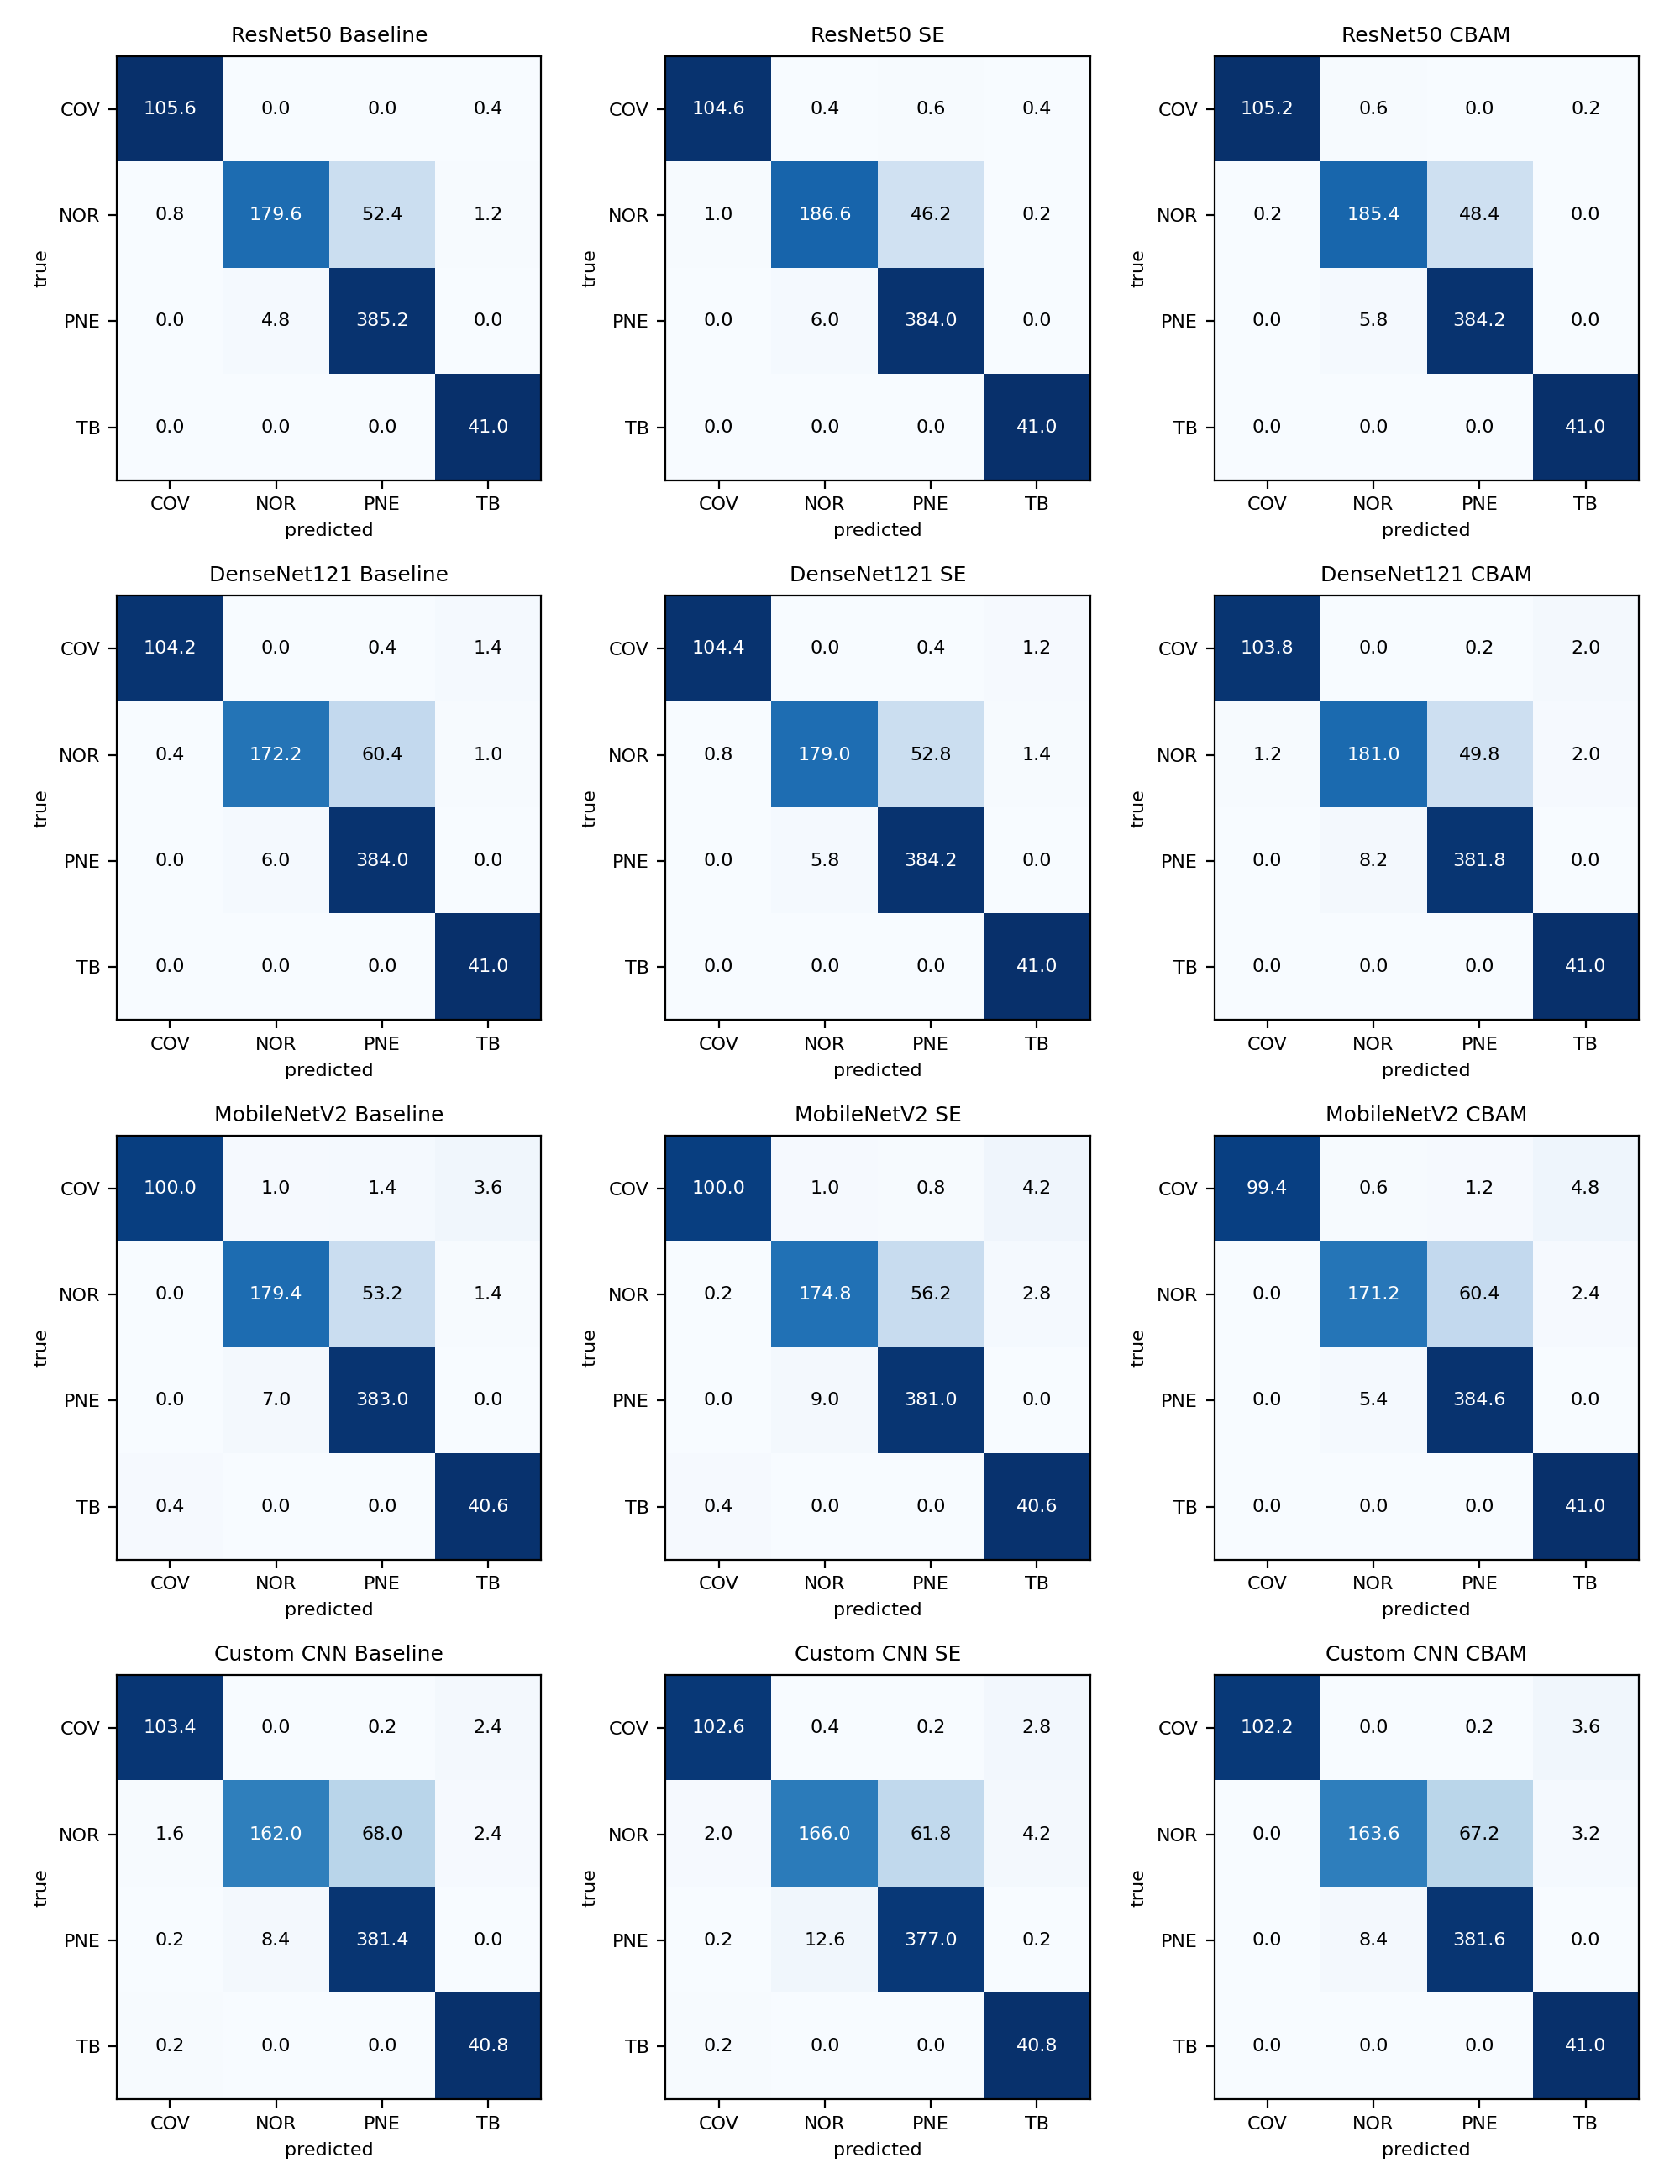 ResNet50 Baseline ResNet50 SE ResNet50 CBAM
COV 105.6 0.0 0.0 0.4 COV 104.6 0.4 0.6 0.4 COV 105.2 0.6 0.0 0.2
NOR 0.8 179.6 52.4 1.2 NOR 1.0 186.6 46.2 0.2 NOR 0.2 185.4 48.4 0.0
true true true
PNE 0.0 4.8 385.2 0.0 PNE 0.0 6.0 384.0 0.0 PNE 0.0 5.8 384.2 0.0
TB 0.0 0.0 0.0 41.0 TB 0.0 0.0 0.0 41.0 TB 0.0 0.0 0.0 41.0
COV NOR PNE TB COV NOR PNE TB COV NOR PNE TB
predicted predicted predicted
DenseNet121 Baseline DenseNet121 SE DenseNet121 CBAM
COV 104.2 0.0 0.4 1.4 COV 104.4 0.0 0.4 1.2 COV 103.8 0.0 0.2 2.0
NOR 0.4 172.2 60.4 1.0 NOR 0.8 179.0 52.8 1.4 NOR 1.2 181.0 49.8 2.0
true true true
PNE 0.0 6.0 384.0 0.0 PNE 0.0 5.8 384.2 0.0 PNE 0.0 8.2 381.8 0.0
TB 0.0 0.0 0.0 41.0 TB 0.0 0.0 0.0 41.0 TB 0.0 0.0 0.0 41.0
COV NOR PNE TB COV NOR PNE TB COV NOR PNE TB
predicted predicted predicted
MobileNetV2 Baseline MobileNetV2 SE MobileNetV2 CBAM
COV 100.0 1.0 1.4 3.6 COV 100.0 1.0 0.8 4.2 COV 99.4 0.6 1.2 4.8
NOR 0.0 179.4 53.2 1.4 NOR 0.2 174.8 56.2 2.8 NOR 0.0 171.2 60.4 2.4
true true true
PNE 0.0 7.0 383.0 0.0 PNE 0.0 9.0 381.0 0.0 PNE 0.0 5.4 384.6 0.0
TB 0.4 0.0 0.0 40.6 TB 0.4 0.0 0.0 40.6 TB 0.0 0.0 0.0 41.0
COV NOR PNE TB COV NOR PNE TB COV NOR PNE TB
predicted predicted predicted
Custom CNN Baseline Custom CNN SE Custom CNN CBAM
COV 103.4 0.0 0.2 2.4 COV 102.6 0.4 0.2 2.8 COV 102.2 0.0 0.2 3.6
NOR 1.6 162.0 68.0 2.4 NOR 2.0 166.0 61.8 4.2 NOR 0.0 163.6 67.2 3.2
true true true
PNE 0.2 8.4 381.4 0.0 PNE 0.2 12.6 377.0 0.2 PNE 0.0 8.4 381.6 0.0
TB 0.2 0.0 0.0 40.8 TB 0.2 0.0 0.0 40.8 TB 0.0 0.0 0.0 41.0
COV NOR PNE TB COV NOR PNE TB COV NOR PNE TB
predicted predicted predicted